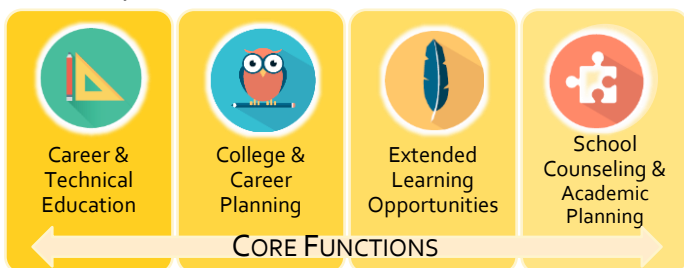 Career &
Technical
Education
College &
Career
Planning
Extended
Learning
Opportunities
School
Counseling &
Academic
Planning
CORE FUNCTIONS